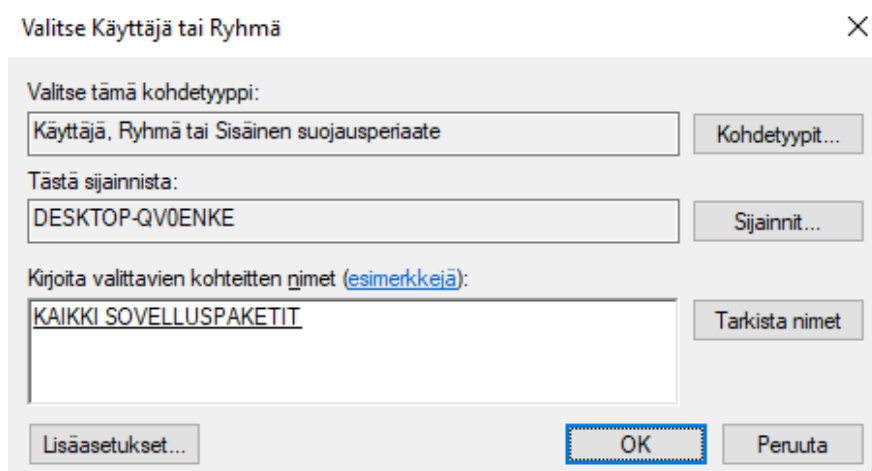 Valitse Käyttäjä tai Ryhmä
Valitse tämä kohdetyyppi:
Käyttäjä, Ryhmä tai Sisäinen suojausperiaate
Kohdetyypit...
Tästä sijainnista:
DESKTOP-QV0ENKE
Sijainnit...
Kirjoita valittavien kohteitten nimet (esimerkkejä):
KAIKKI SOVELLUSPAKETIT
Tarkista nimet
Lisäasetukset...
OK
Peruuta